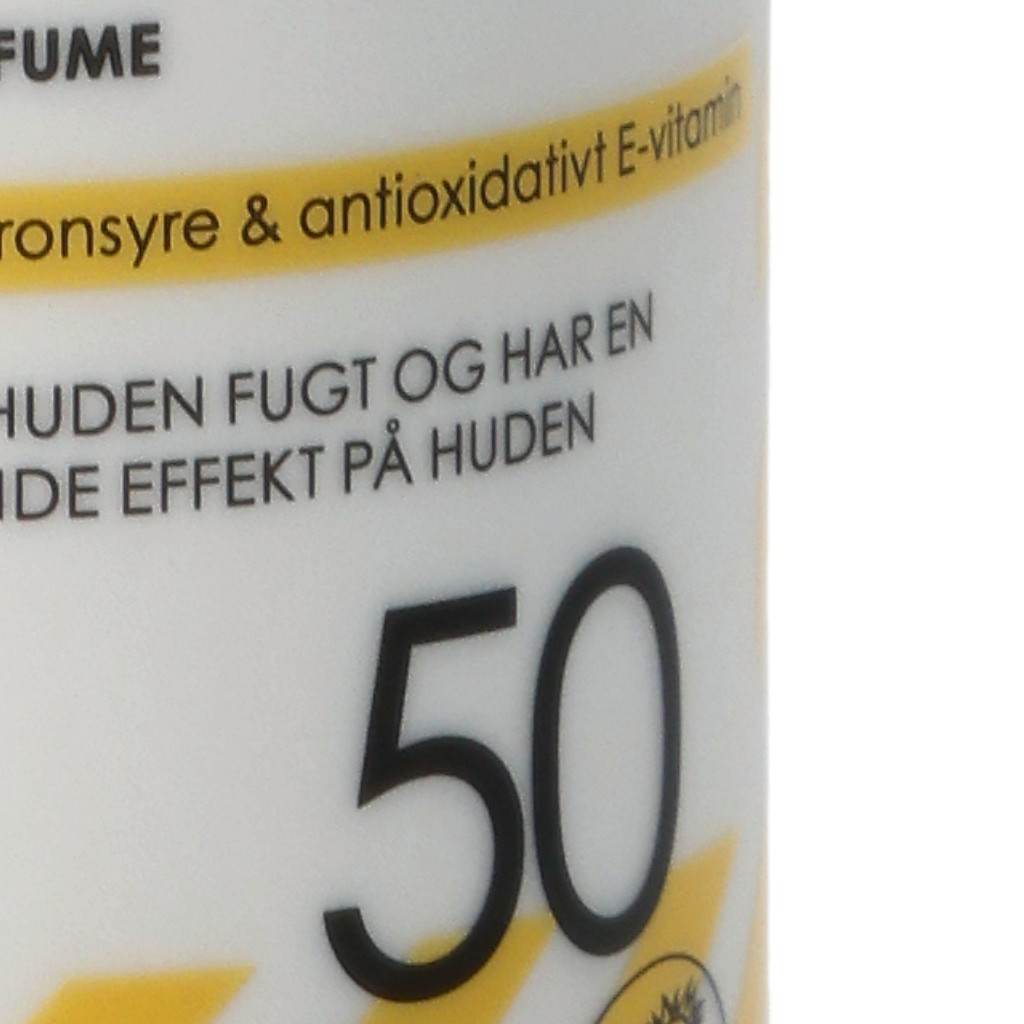 FUME
ronsyre & antioxidativt E-vitamin
HUDEN FUGT OG HAR EN
IDE EFFEKT PÅ HUDEN
50